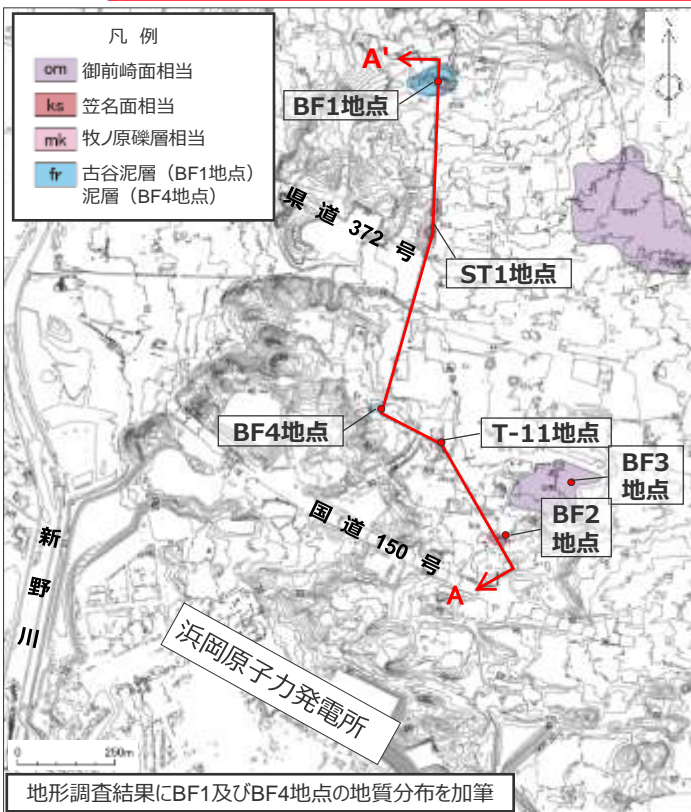 凡 例
om 御前崎面相当
ks 笠名面相当
mk 牧ノ原礫層相当
fr 古谷泥層（BF1地点）
泥層（BF4地点）
A'
BF1地点
N
県道 372 号
ST1地点
BF4地点
T-11地点
BF3
地点
BF2
地点
国道 150 号
A
新野川
浜岡原子力発電所
0 250m
地形調査結果にBF1及びBF4地点の地質分布を加筆